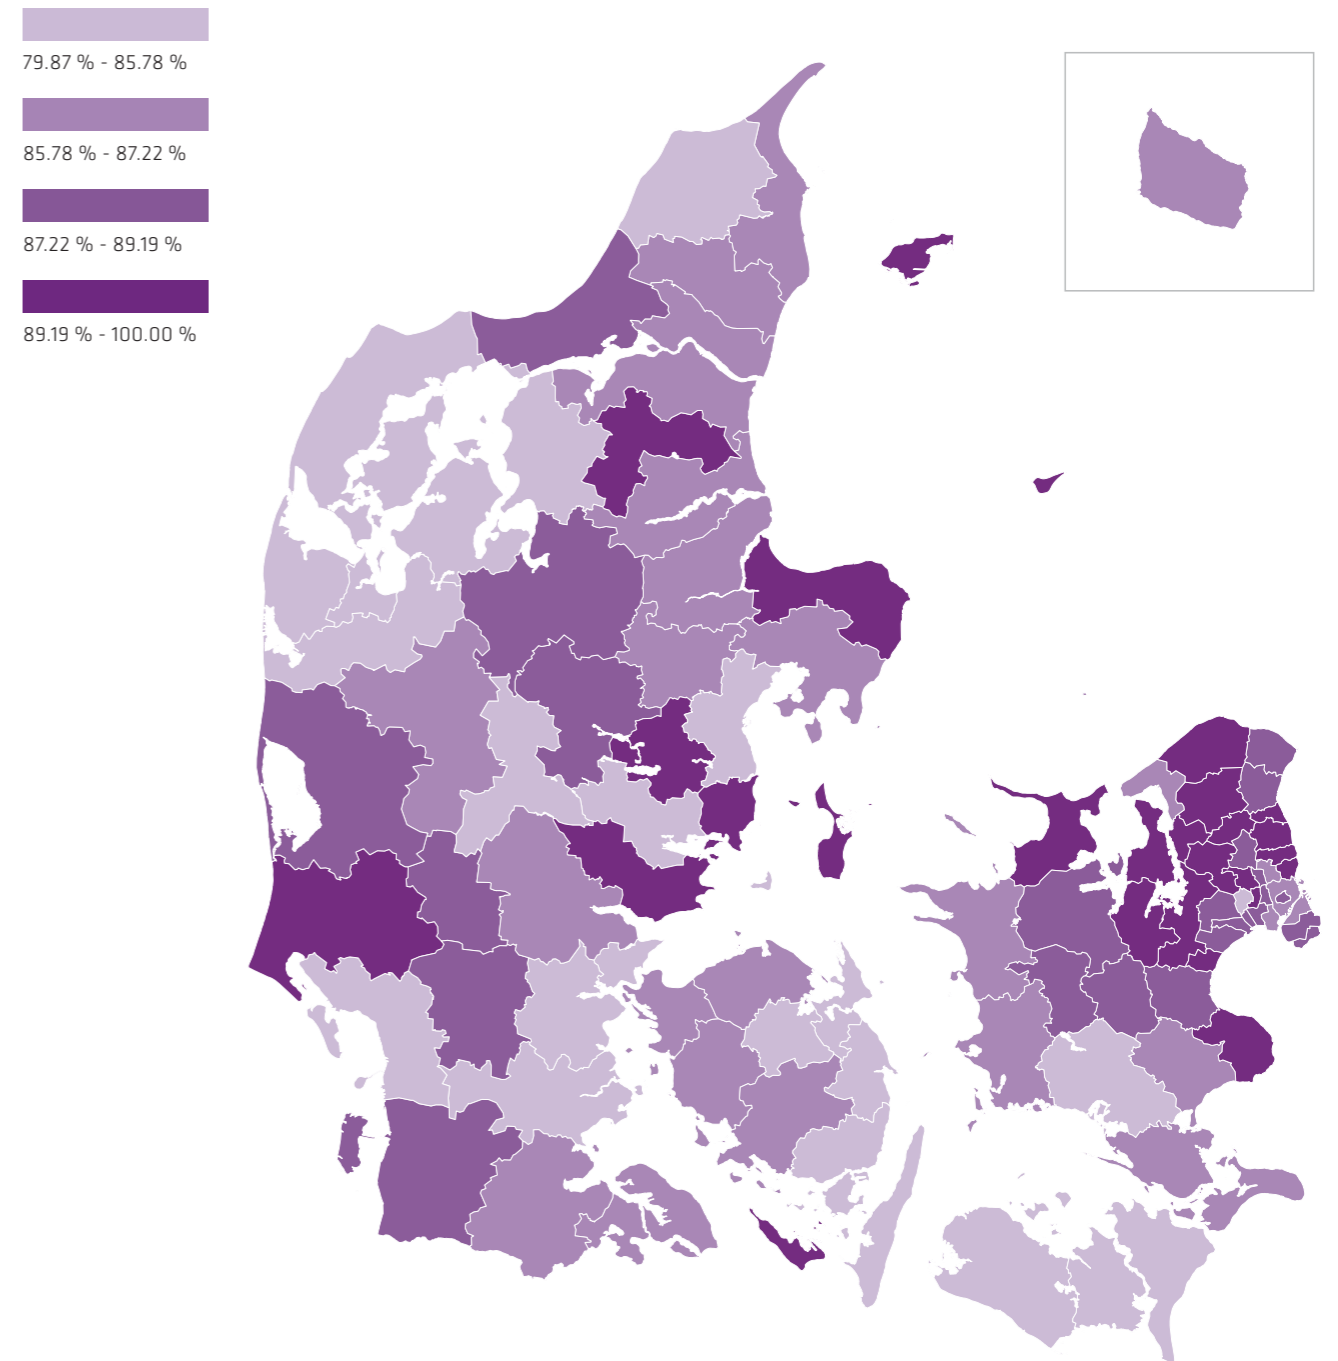 79.87 % - 85.78 %
85.78 % - 87.22 %
87.22 % - 89.19 %
89.19 % - 100.00 %